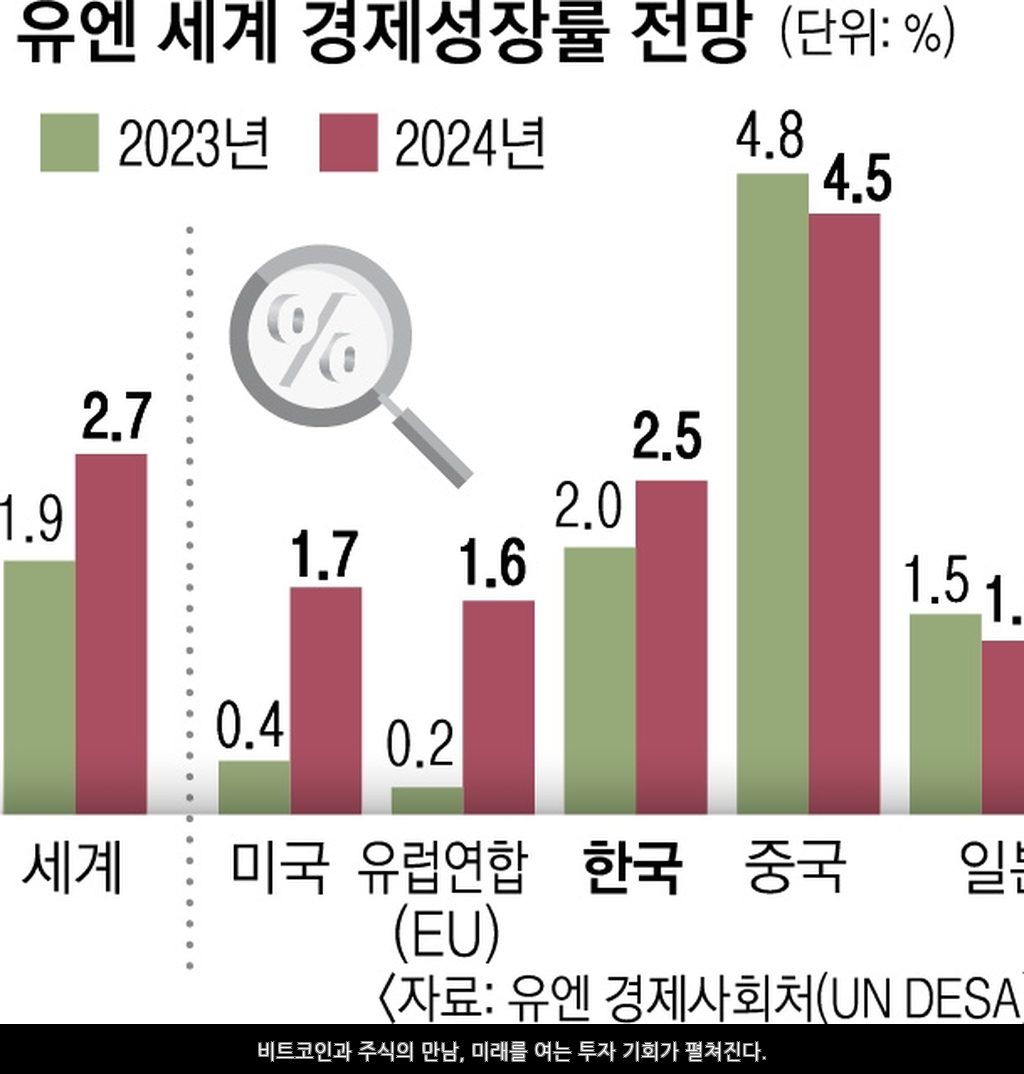 유엔 세계 경제성장률 전망 (단위: %)
2023년 2024년
4.8
4.5
%
2.7
1.9
2.5
2.0
1.7
1.6
1.5
0.4
0.2
세계 미국 유럽연합 한국 중국
(EU)
〈자료: 유엔 경제사회처(UN DESA
비트코인과 주식의 만남, 미래를 여는 투자 기회가 펼쳐진다.